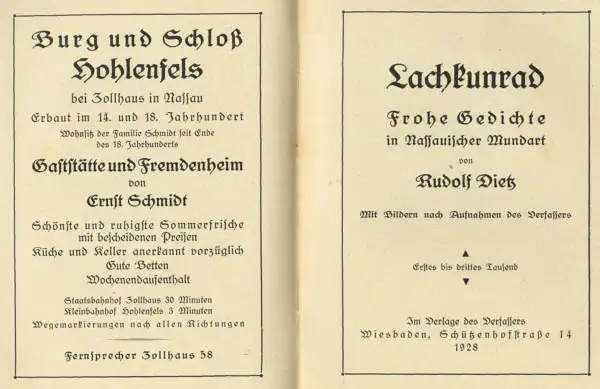 Burg und Schloß
Hohlenfels
bei Zollhaus in Nassau
Erbaut im 14. und 18. Jahrhundert
Wohnsitz der Familie Schmidt seit Ende
des 18. Jahrhunderts
Gaststätte und Fremdenheim
von
Ernst Schmidt
Schönste und ruhigste Sommerfrische
mit bescheidenen Preisen
Küche und Keller anerkannt vorzüglich
Gute Betten
Wochenendaufenthalt
Staatsbahnhof Zollhaus 30 Minuten
Kleinbahnhof Hohlenfels 3 Minuten
Wegemarkierungen nach allen Richtungen
Fernsprecher Zollhaus 38
Lachkunrad
Frohe Gedichte
in Nassauischer Mundart
von
Rudolf Dietz
Mit Bildern nach Aufnahmen des Verfassers
Erstes bis drittes Tausend
Im Verlage des Verfassers
Wiesbaden, Schützenhofstraße 14
1928